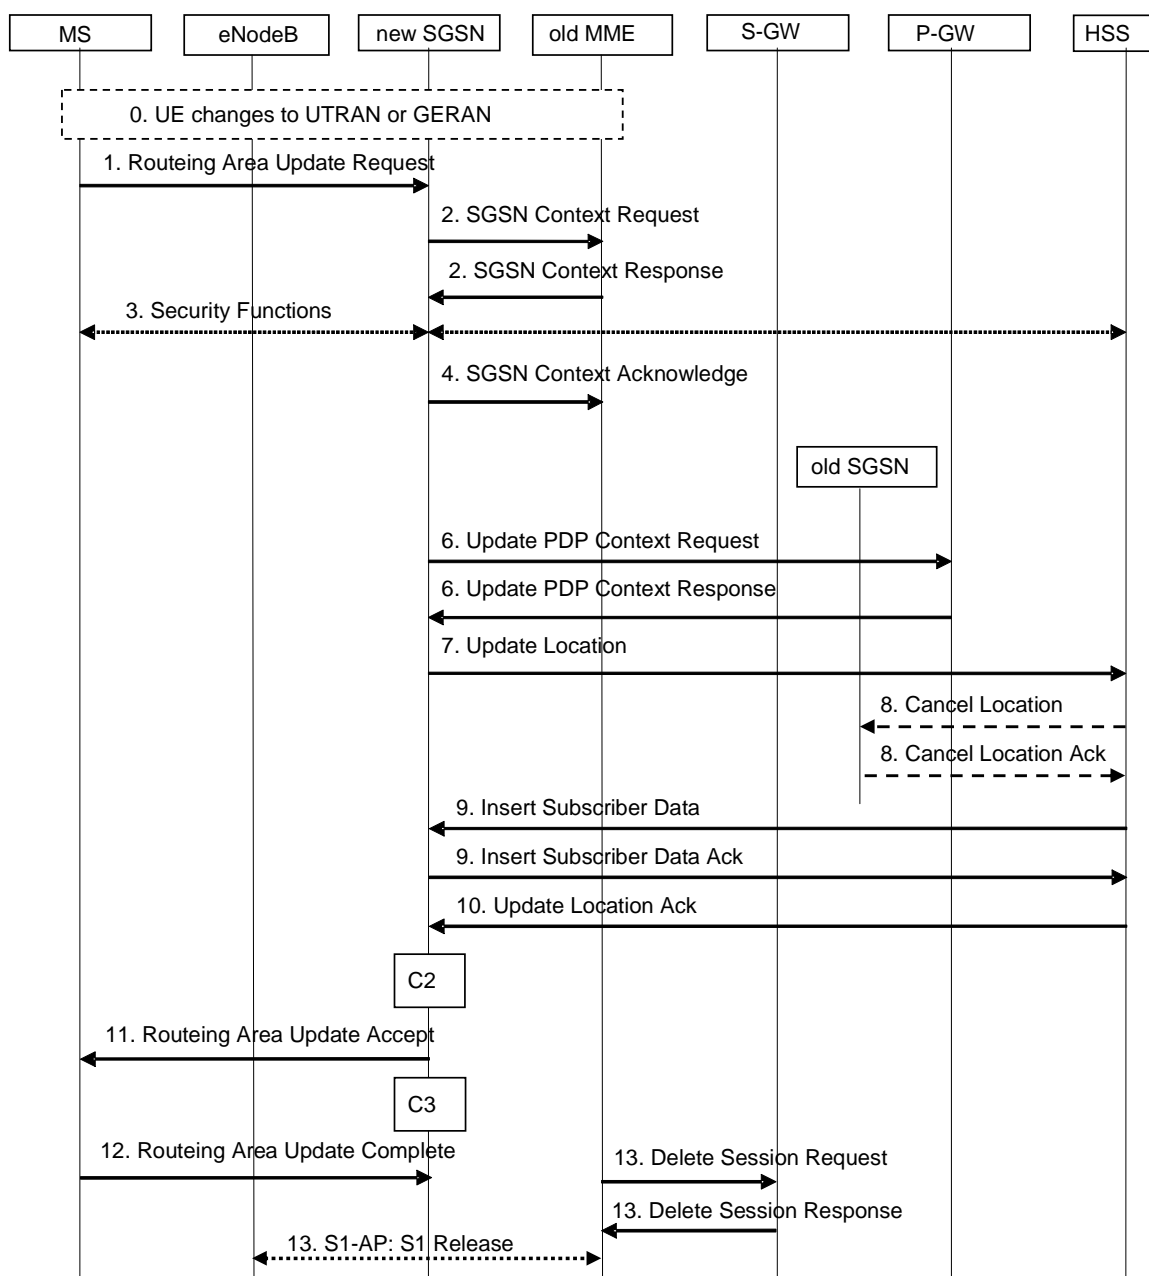 MS
eNodeB
new SGSN
old MME
S-GW
P-GW
HSS
0. UE changes to UTRAN or GERAN
1. Routeing Area Update Request
2. SGSN Context Request
2. SGSN Context Response
3. Security Functions
4. SGSN Context Acknowledge
old SGSN
6. Update PDP Context Request
6. Update PDP Context Response
7. Update Location
8. Cancel Location
8. Cancel Location Ack
9. Insert Subscriber Data
9. Insert Subscriber Data Ack
10. Update Location Ack
C2
11. Routeing Area Update Accept
C3
12. Routeing Area Update Complete
13. Delete Session Request
13. Delete Session Response
13. S1-AP: S1 Release